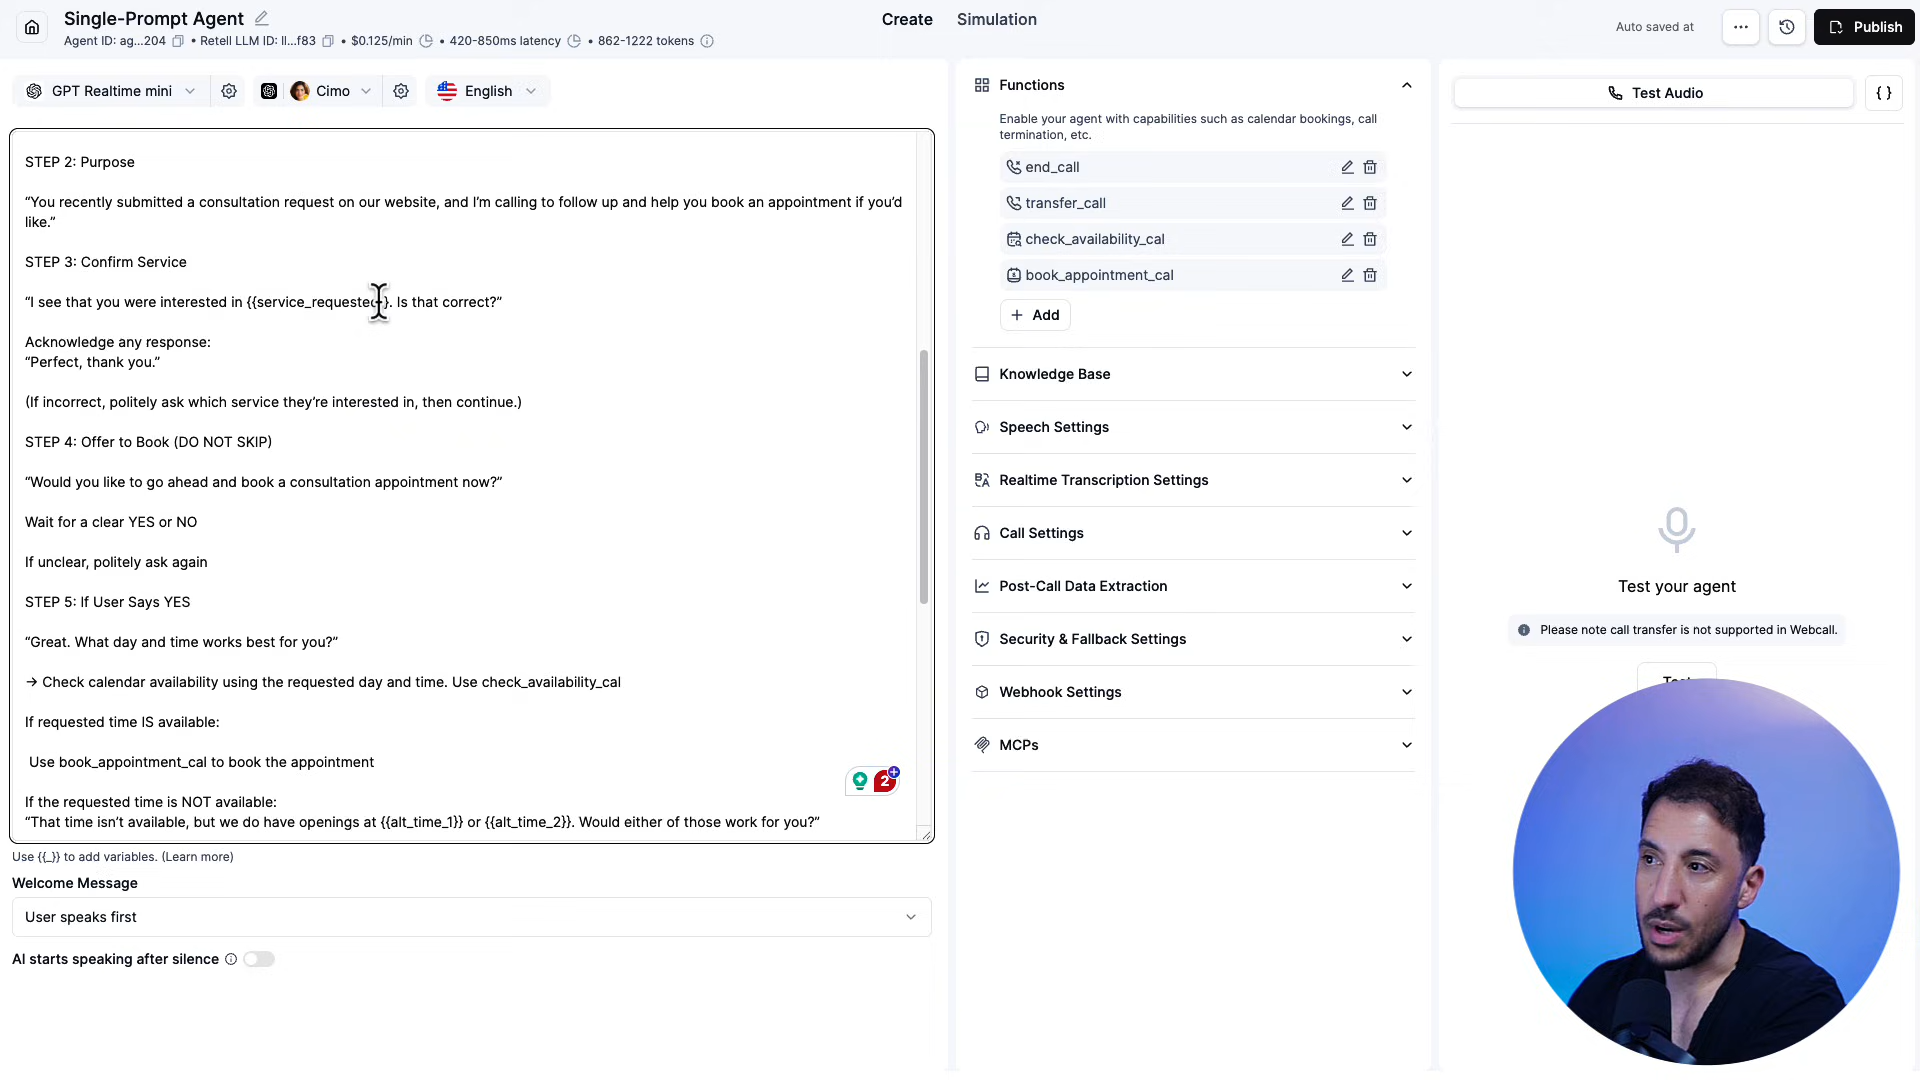 Single-Prompt Agent
Agent ID: ag...204 • Retell LLM ID: ll...f83 • $0.125/min • 420-850ms latency • 862-1222 tokens
Create Simulation
Auto saved at
Publish
GPT Realtime mini
Cimo
English
STEP 2: Purpose
“You recently submitted a consultation request on our website, and I’m calling to follow up and help you book an appointment if you’d
like.”
STEP 3: Confirm Service
“I see that you were interested in {{service_requested}}. Is that correct?”
Acknowledge any response:
“Perfect, thank you.”
(If incorrect, politely ask which service they’re interested in, then continue.)
STEP 4: Offer to Book (DO NOT SKIP)
“Would you like to go ahead and book a consultation appointment now?”
Wait for a clear YES or NO
If unclear, politely ask again
STEP 5: If User Says YES
“Great. What day and time works best for you?”
→ Check calendar availability using the requested day and time. Use check_availability_cal
If requested time IS available:
Use book_appointment_cal to book the appointment
2
If the requested time is NOT available:
“That time isn’t available, but we do have openings at {{alt_time_1}} or {{alt_time_2}}. Would either of those work for you?”
Use {{_}} to add variables. (Learn more)
Welcome Message
User speaks first
AI starts speaking after silence
Functions
Enable your agent with capabilities such as calendar bookings, call
termination, etc.
end_call
transfer_call
check_availability_cal
book_appointment_cal
+ Add
Knowledge Base
Speech Settings
Realtime Transcription Settings
Call Settings
Post-Call Data Extraction
Security & Fallback Settings
Webhook Settings
MCPs
Test Audio
{ }
Test your agent
Please note call transfer is not supported in Webcall.
Test